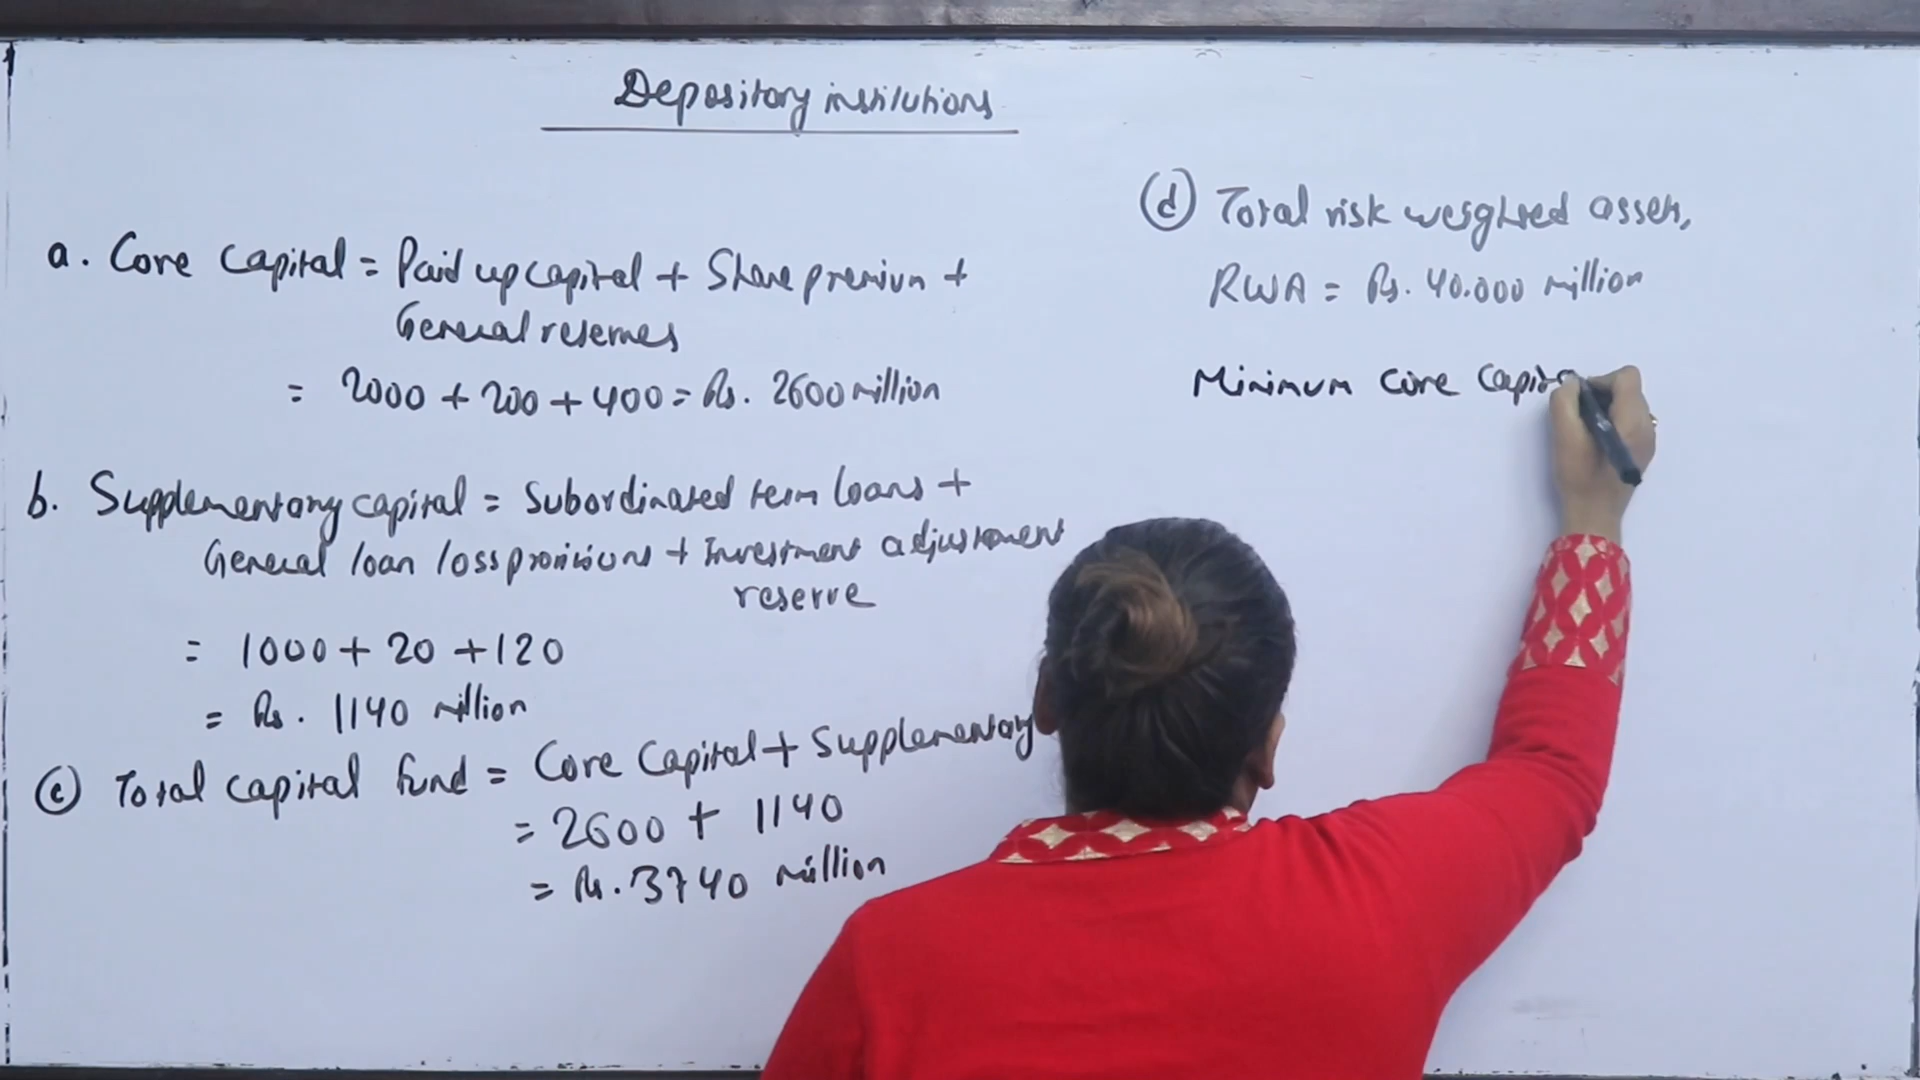 Depository institutions
a. Core Capital = Paid up capital + Share premium +
General reserves
= 2000 + 200 + 400 = Rs. 2600 million
b. Supplementary capital = Subordinated term loans +
General loan loss provisions + Investment adjustment
reserve
= 1000 + 20 + 120
= Rs. 1140 million
(c) Total capital fund = Core Capital + Supplementary
= 2600 + 1140
= Rs. 3740 million
(d) Total risk weighted assets,
RWA = Rs. 40.000 million
Minimum core capita